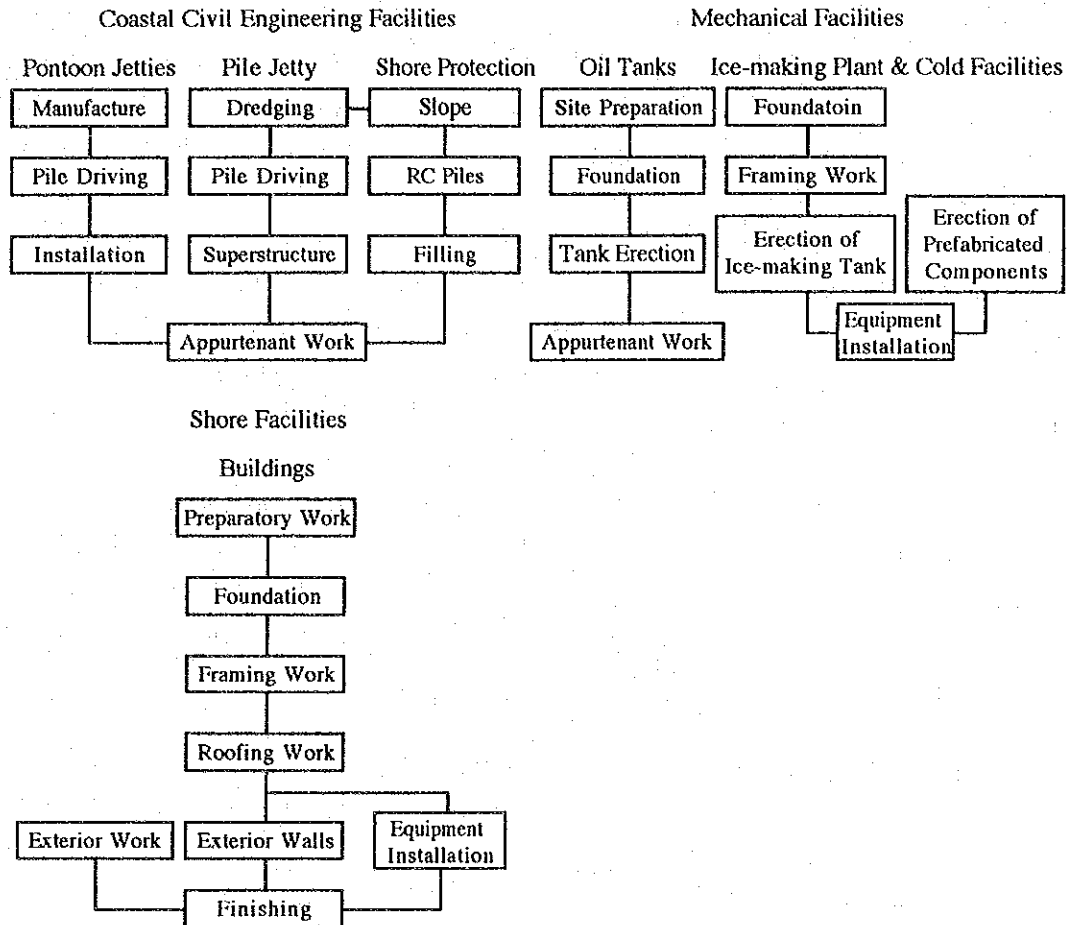 Coastal Civil Engineering Facilities
Mechanical Facilities
Pontoon Jetties
Pile Jetty
Shore Protection
Oil Tanks
Ice-making Plant & Cold Facilities
Manufacture
Dredging
Slope
Site Preparation
Foundatoin
Pile Driving
Pile Driving
RC Piles
Foundation
Framing Work
Installation
Superstructure
Filling
Tank Erection
Erection of
Ice-making Tank
Erection of
Prefabricated
Components
Appurtenant Work
Appurtenant Work
Equipment
Installation
Shore Facilities
Buildings
Preparatory Work
Foundation
Framing Work
Roofing Work
Exterior Work
Exterior Walls
Equipment
Installation
Finishing